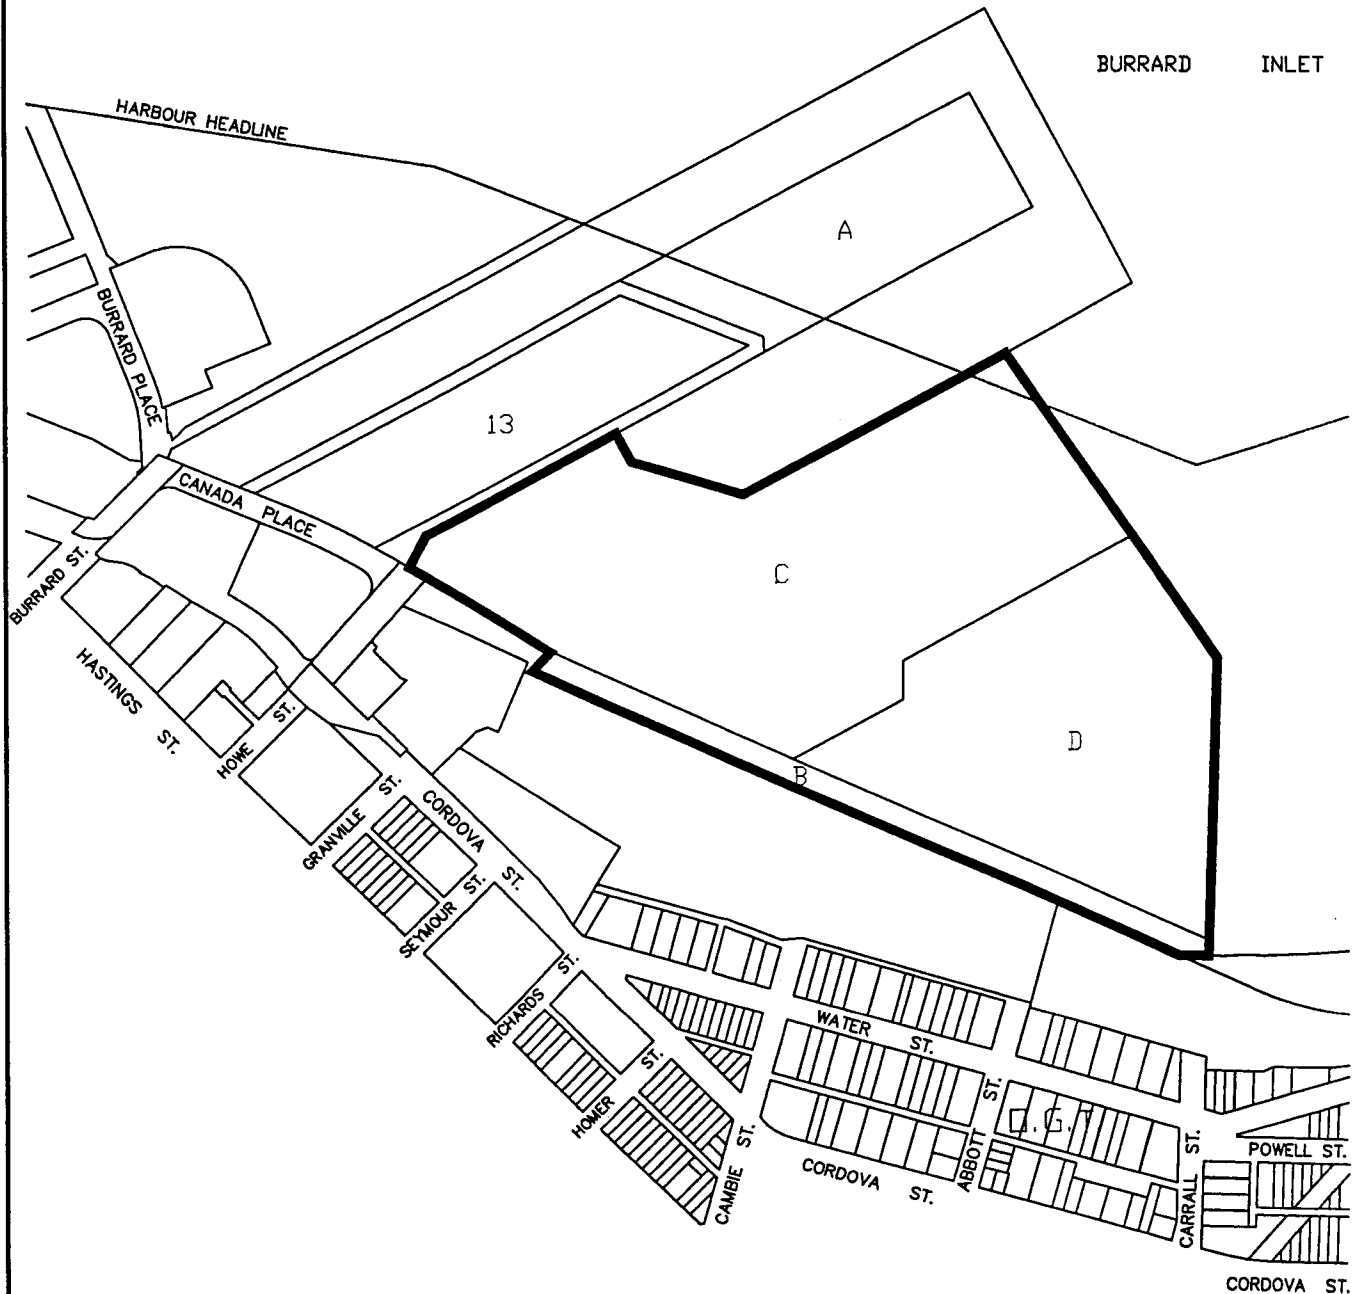 BURRARD INLET
HARBOUR HEADLINE
A
BURRARD PLACE
13
CANADA PLACE
BURRARD ST.
C
HASTINGS ST.
HOWE ST.
D
B
GRANVILLE ST.
CORDOVA ST.
SEYMOUR ST.
RICHARDS ST.
WATER ST.
HOMER ST.
CAMBIE ST.
CORDOVA ST.
ABBOTT ST.
CARRALL ST.
POWELL ST.
CORDOVA ST.